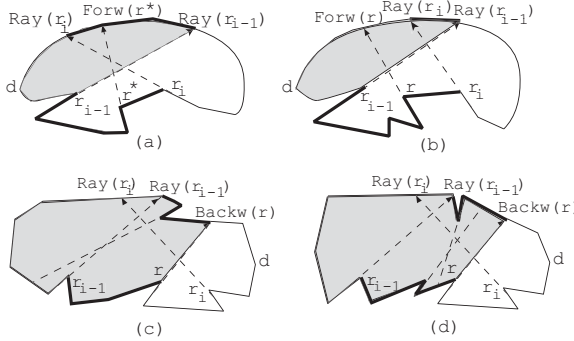 Ray(r_i) Forw(r*) Ray(r_{i-1})
d r_{i-1} r* r_i
(a)
Forw(r) Ray(r_i) Ray(r_{i-1})
d r_{i-1} r r_i
(b)
Ray(r_i) Ray(r_{i-1})
Backw(r)
r_{i-1} r r_i d
(c)
Ray(r_i) Ray(r_{i-1})
Backw(r)
r_{i-1} r r_i d
(d)